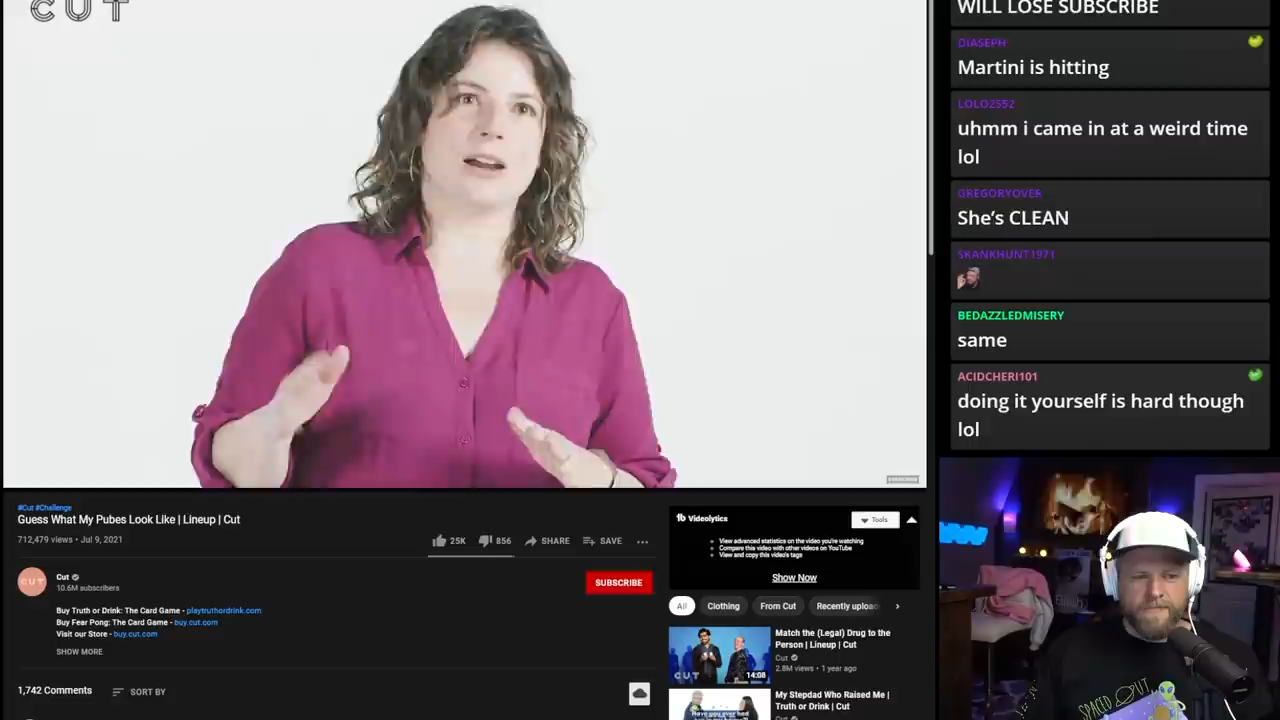 CUT
#Cut #Challenge
Guess What My Pubes Look Like | Lineup | Cut
712,479 views • Jul 9, 2021
25K
856
SHARE
SAVE
CUT
Cut
10.6M subscribers
SUBSCRIBE
Buy Truth or Drink: The Card Game - playtruthordrink.com
Buy Fear Pong: The Card Game - buy.cut.com
Visit our Store - buy.cut.com
SHOW MORE
1,742 Comments
SORT BY
Videolytics
Tools
View advanced statistics on the video you're watching
Compare this video with other videos on YouTube
View and copy this video's tags
Show Now
All
Clothing
From Cut
Recently uploa
CUT
14:08
Match the (Legal) Drug to the
Person | Lineup | Cut
Cut
2.8M views • 1 year ago
My Stepdad Who Raised Me |
Truth or Drink | Cut
Cut
WILL LOSE SUBSCRIBE
DIASEPH
Martini is hitting
LOLO2552
uhmm i came in at a weird time
lol
GREGORYOVER
She's CLEAN
SKANKHUNT1971
BEDAZZLEDMISERY
same
ACIDCHERI101
doing it yourself is hard though
lol
SPACED OUT